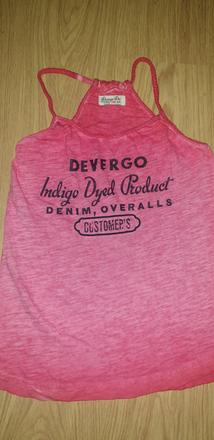 DEVERGO
Indigo Dyed Product
DENIM, OVERALLS
CUSTOMER'S